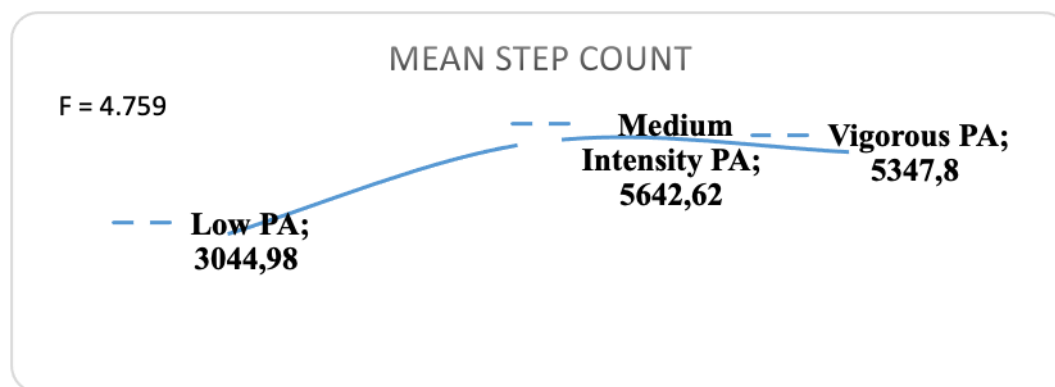 MEAN STEP COUNT
F = 4.759
Low PA;
3044,98
Medium
Intensity PA;
5642,62
Vigorous PA;
5347,8